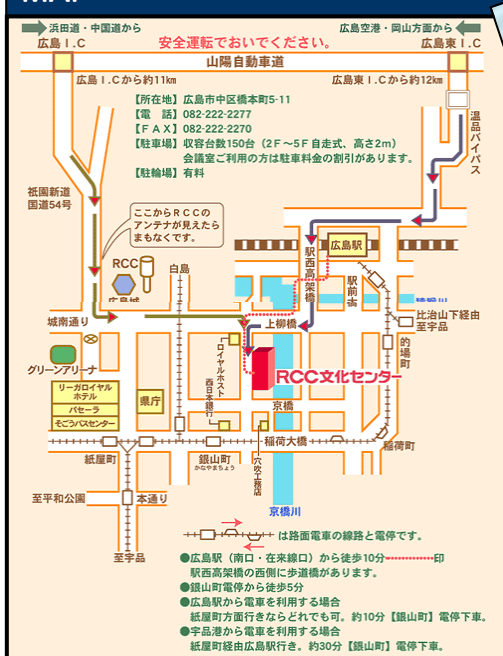 浜田道・中国道から
広島空港・岡山方面から
広島I.C
安全運転でおいでください。
広島東I.C
山陽自動車道
広島I.Cから約11km
広島東I.Cから約12km
【所在地】広島市中区橋本町5-11
【電　話】082-222-2277
【ＦＡＸ】082-222-2270
【駐車場】収容台数150台（2F〜5F自走式、高さ2m）
会議室ご利用の方は駐車料金の割引があります。
【駐輪場】有料
温品バイパス
祇園新道
国道54号
ここからＲＣＣの
アンテナが見えたら
まもなくです。
RCC
白島
駅西高架橋
広島駅
城南通り
上柳橋
比治山下経由
至宇品
的場町
グリーンアリーナ
ロイヤルホスト
RCC文化センター
リーガロイヤル
ホテル
パセーラ
そごうバスセンター
県庁
西日本銀行
京橋
紙屋町
銀山町
かなやまちょう
穴吹工務店
稲荷大橋
稲荷町
至平和公園
本通り
京橋川
至宇品
は路面電車の線路と電停です。
●広島駅（南口・在来線口）から徒歩10分　印
駅西高架橋の西側に歩道橋があります。
●銀山町電停から徒歩5分
●広島駅から電車を利用する場合
紙屋町方面行きならどれでも可。約10分【銀山町】電停下車。
●宇品港から電車を利用する場合
紙屋町経由広島駅行き。約30分【銀山町】電停下車。